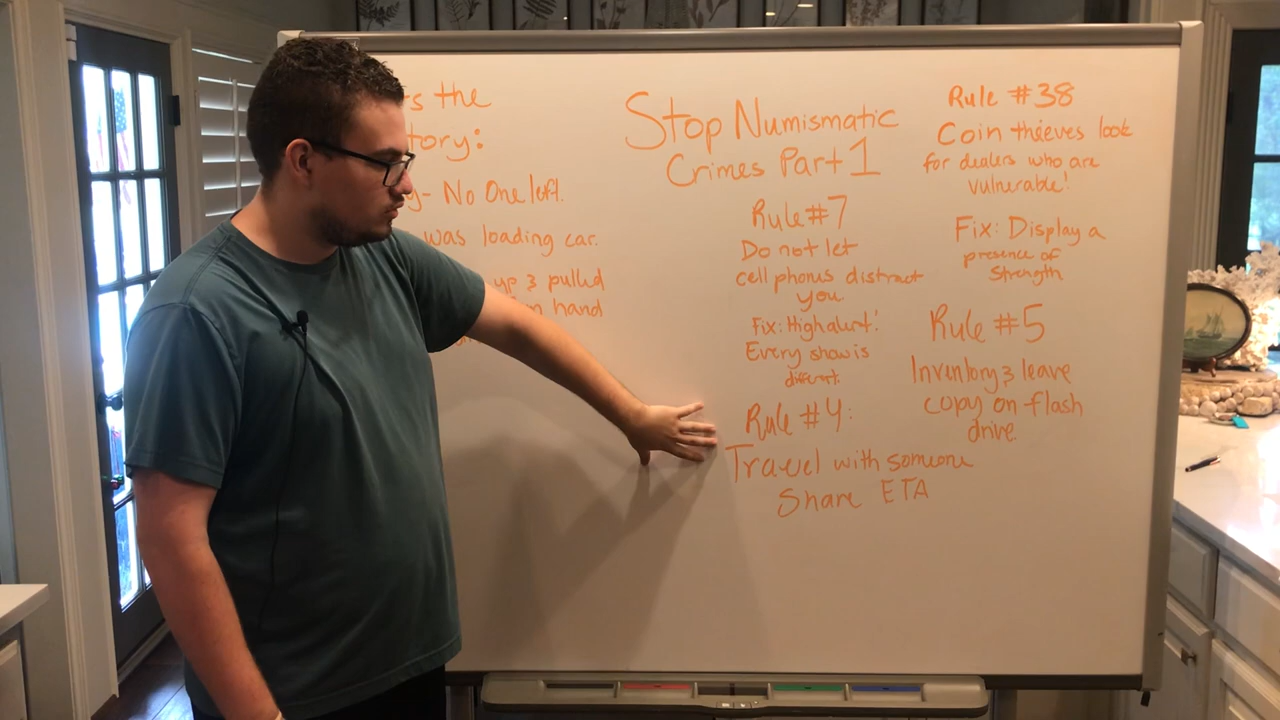 the
tory:
No One left.
was loading car.
up & pulled
hand
Stop Numismatic
Crimes Part 1
Rule #7
Do not let
cell phones distract
you.
Fix: High alert!
Every show is
different.
Rule #4:
Travel with someone
Share ETA
Rule #38
Coin thieves look
for dealers who are
vulnerable!
Fix: Display a
presence of
Strength
Rule #5
Inventory & leave
copy on flash
drive.